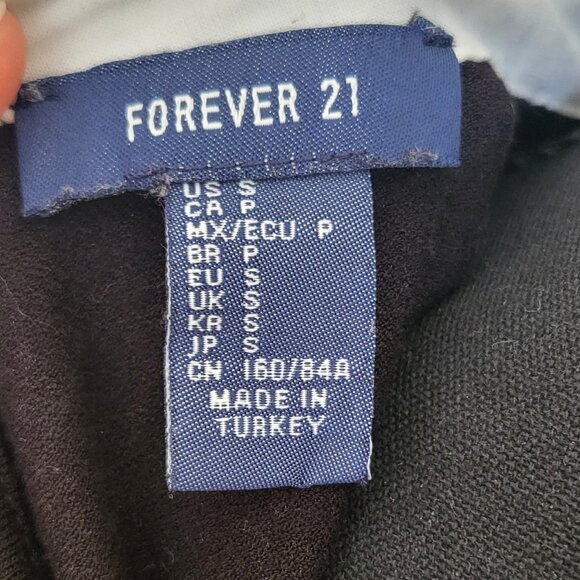 FOREVER 21
US S
CA P
MX/ECU P
BR P
EU S
UK S
KR S
JP S
CN 160/84A
MADE IN
TURKEY